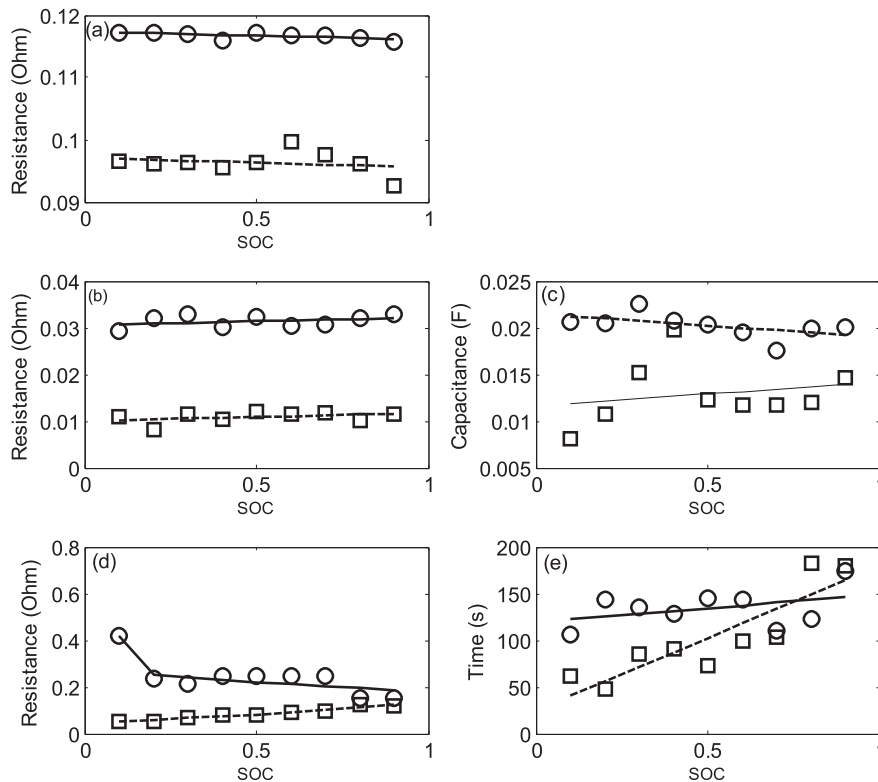 (a)
Resistance (Ohm)
0.12
0.11
0.1
0.09
0
0.5
1
SOC
(b)
Resistance (Ohm)
0.04
0.03
0.02
0.01
0
0
0.5
1
SOC
(c)
Capacitance (F)
0.025
0.02
0.015
0.01
0.005
0
0.5
1
SOC
(d)
Resistance (Ohm)
0.8
0.6
0.4
0.2
0
0
0.5
1
SOC
(e)
Time (s)
200
150
100
50
0
0
0.5
1
SOC